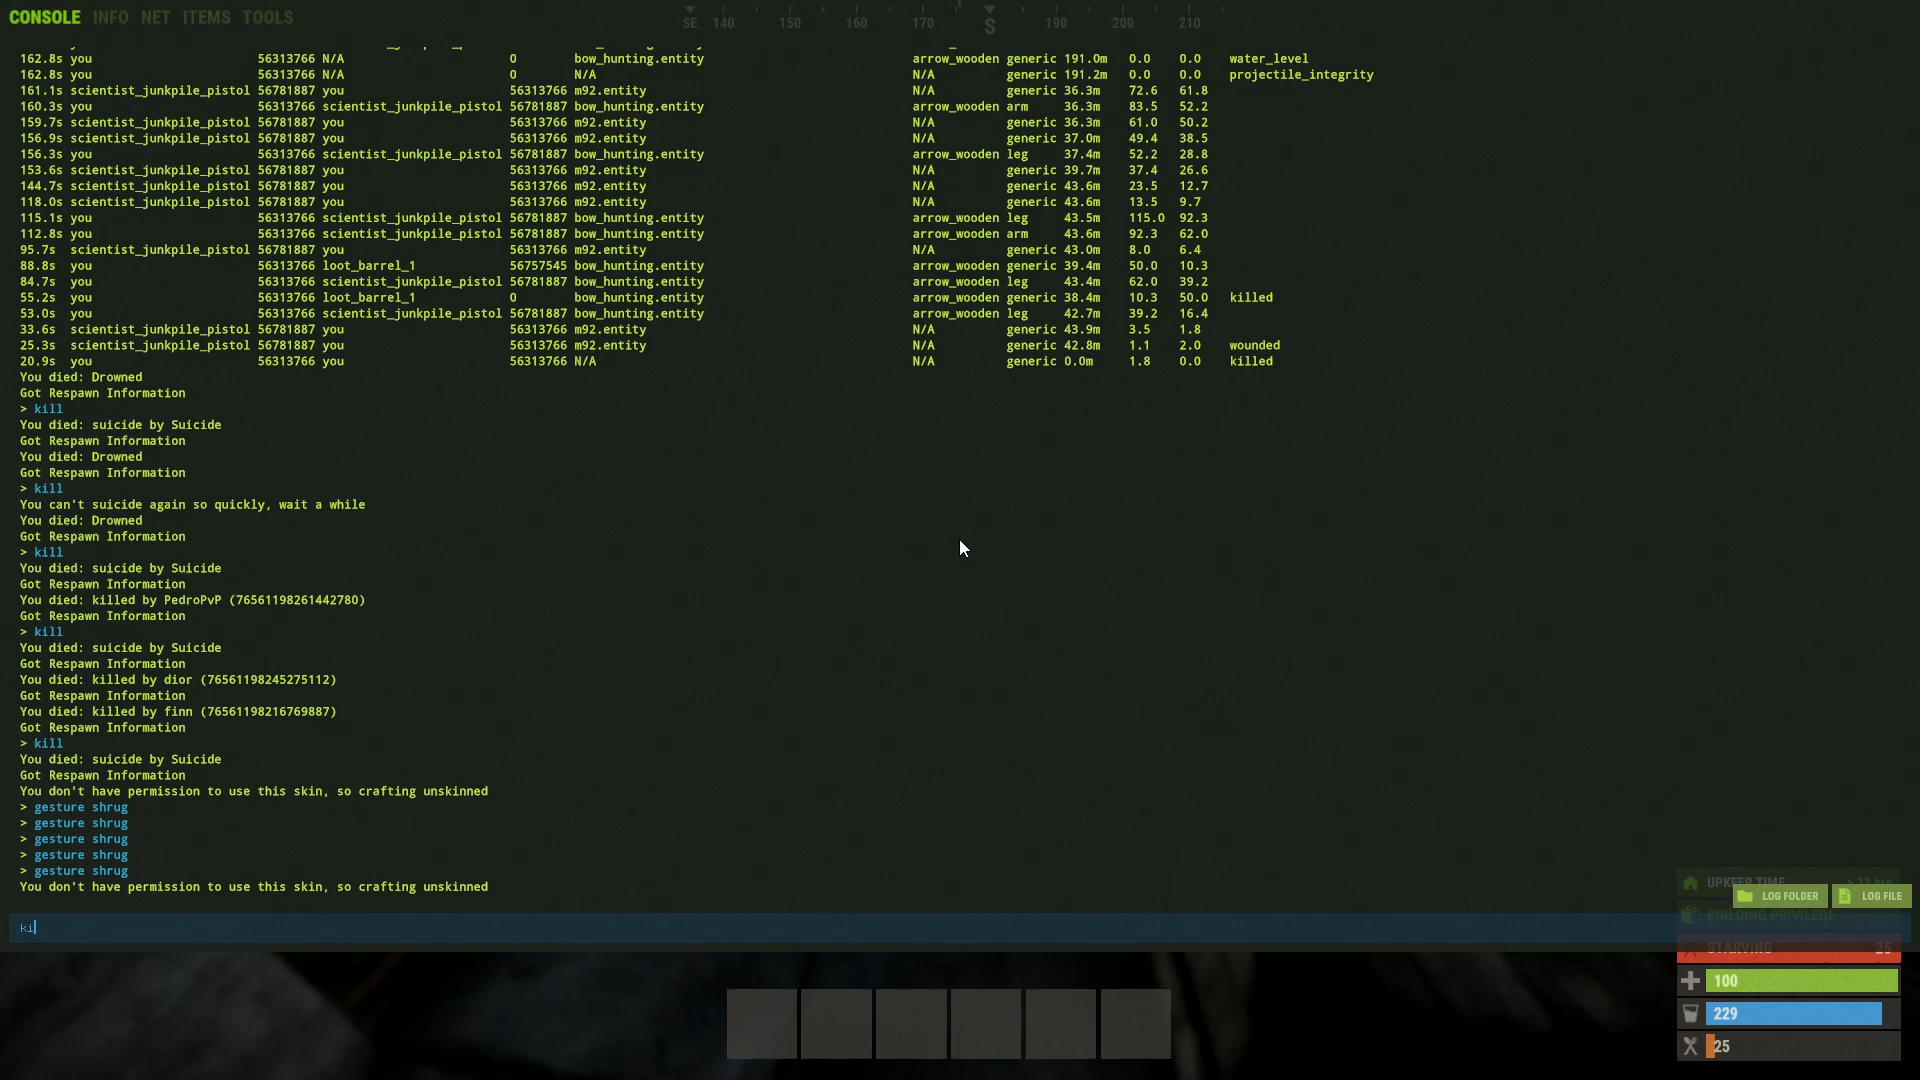 CONSOLE INFO NET ITEMS TOOLS
SE 140 150 160 170 S 190 200 210
162.8s you 56313766 N/A 0 bow_hunting.entity arrow_wooden generic 191.0m 0.0 0.0 water_level
162.8s you 56313766 N/A 0 N/A N/A generic 191.2m 0.0 0.0 projectile_integrity
161.1s scientist_junkpile_pistol 56781887 you 56313766 m92.entity N/A generic 36.3m 72.6 61.8
160.3s you 56313766 scientist_junkpile_pistol 56781887 bow_hunting.entity arrow_wooden arm 36.3m 83.5 52.2
159.7s scientist_junkpile_pistol 56781887 you 56313766 m92.entity N/A generic 36.3m 61.0 50.2
156.9s scientist_junkpile_pistol 56781887 you 56313766 m92.entity N/A generic 37.0m 49.4 38.5
156.3s you 56313766 scientist_junkpile_pistol 56781887 bow_hunting.entity arrow_wooden leg 37.4m 52.2 28.8
153.6s scientist_junkpile_pistol 56781887 you 56313766 m92.entity N/A generic 39.7m 37.4 26.6
144.7s scientist_junkpile_pistol 56781887 you 56313766 m92.entity N/A generic 43.6m 23.5 12.7
118.0s scientist_junkpile_pistol 56781887 you 56313766 m92.entity N/A generic 43.6m 13.5 9.7
115.1s you 56313766 scientist_junkpile_pistol 56781887 bow_hunting.entity arrow_wooden leg 43.5m 115.0 92.3
112.8s you 56313766 scientist_junkpile_pistol 56781887 bow_hunting.entity arrow_wooden arm 43.6m 92.3 62.0
95.7s scientist_junkpile_pistol 56781887 you 56313766 m92.entity N/A generic 43.0m 8.0 6.4
88.8s you 56313766 loot_barrel_1 56757545 bow_hunting.entity arrow_wooden generic 39.4m 50.0 10.3
84.7s you 56313766 scientist_junkpile_pistol 56781887 bow_hunting.entity arrow_wooden leg 43.4m 62.0 39.2
55.2s you 56313766 loot_barrel_1 0 bow_hunting.entity arrow_wooden generic 38.4m 10.3 50.0 killed
53.0s you 56313766 scientist_junkpile_pistol 56781887 bow_hunting.entity arrow_wooden leg 42.7m 39.2 16.4
33.6s scientist_junkpile_pistol 56781887 you 56313766 m92.entity N/A generic 43.9m 3.5 1.8
25.3s scientist_junkpile_pistol 56781887 you 56313766 m92.entity N/A generic 42.8m 1.1 2.0 wounded
20.9s you 56313766 you 56313766 N/A N/A generic 0.0m 1.8 0.0 killed
You died: Drowned
Got Respawn Information
> kill
You died: suicide by Suicide
Got Respawn Information
You died: Drowned
Got Respawn Information
> kill
You can't suicide again so quickly, wait a while
You died: Drowned
Got Respawn Information
> kill
You died: suicide by Suicide
Got Respawn Information
You died: killed by PedroPvP (76561198261442780)
Got Respawn Information
> kill
You died: suicide by Suicide
Got Respawn Information
You died: killed by dior (76561198245275112)
Got Respawn Information
You died: killed by finn (76561198216769887)
Got Respawn Information
> kill
You died: suicide by Suicide
Got Respawn Information
You don't have permission to use this skin, so crafting unskinned
> gesture shrug
> gesture shrug
> gesture shrug
> gesture shrug
> gesture shrug
You don't have permission to use this skin, so crafting unskinned
UPKEEP TIME
LOG FOLDER LOG FILE
BUILDING PRIVILEGE
ki
STARVING 25
100
229
25